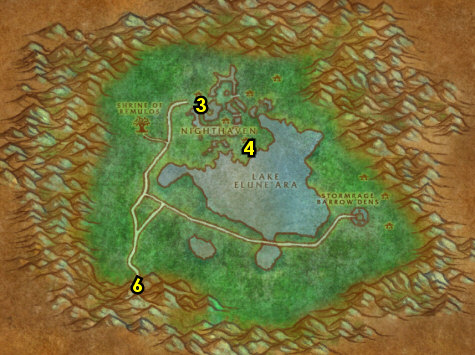 3
SHRINE OF
REMULOS
NIGHTHAVEN
4
LAKE
ELUNE'ARA
STORMRAGE
BARROW DENS
6